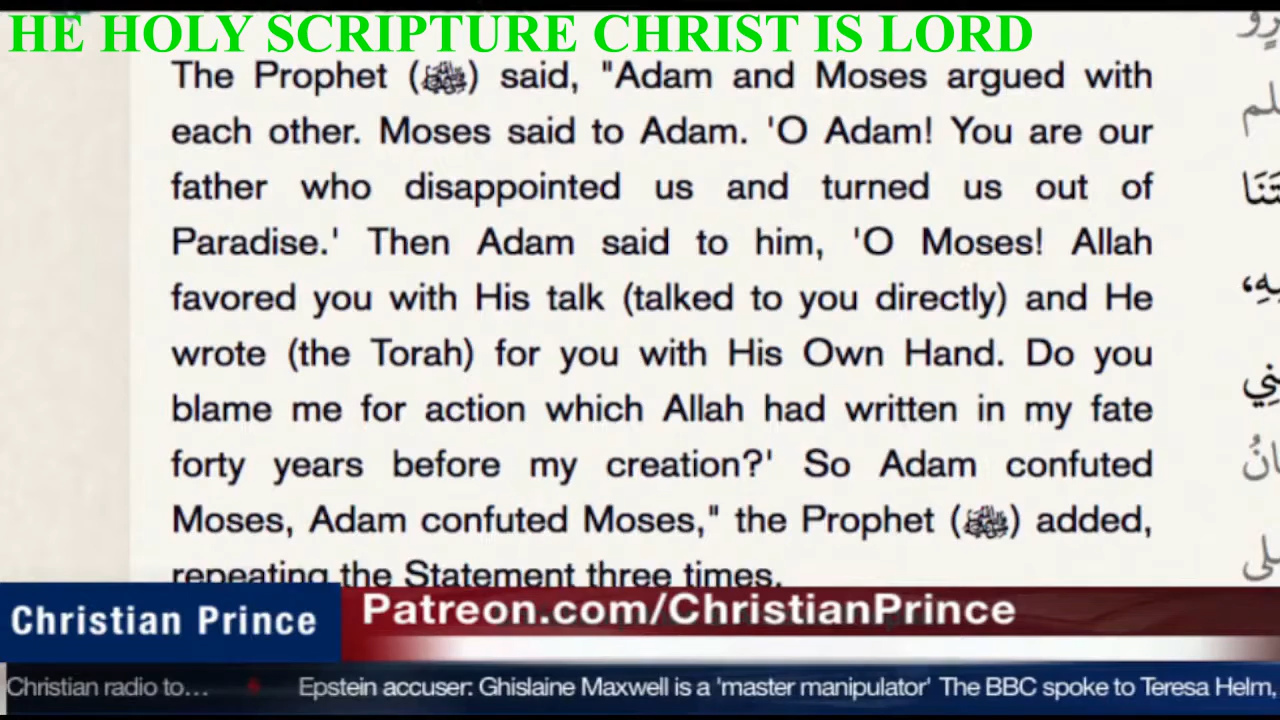 HE HOLY SCRIPTURE CHRIST IS LORD
The Prophet (ﷺ) said, "Adam and Moses argued with
each other. Moses said to Adam. 'O Adam! You are our
father who disappointed us and turned us out of
Paradise.' Then Adam said to him, 'O Moses! Allah
favored you with His talk (talked to you directly) and He
wrote (the Torah) for you with His Own Hand. Do you
blame me for action which Allah had written in my fate
forty years before my creation?' So Adam confuted
Moses, Adam confuted Moses," the Prophet (ﷺ) added,
repeating the Statement three times.
Christian Prince
Patreon.com/ChristianPrince
Christian radio to... Epstein accuser: Ghislaine Maxwell is a 'master manipulator' The BBC spoke to Teresa Helm,